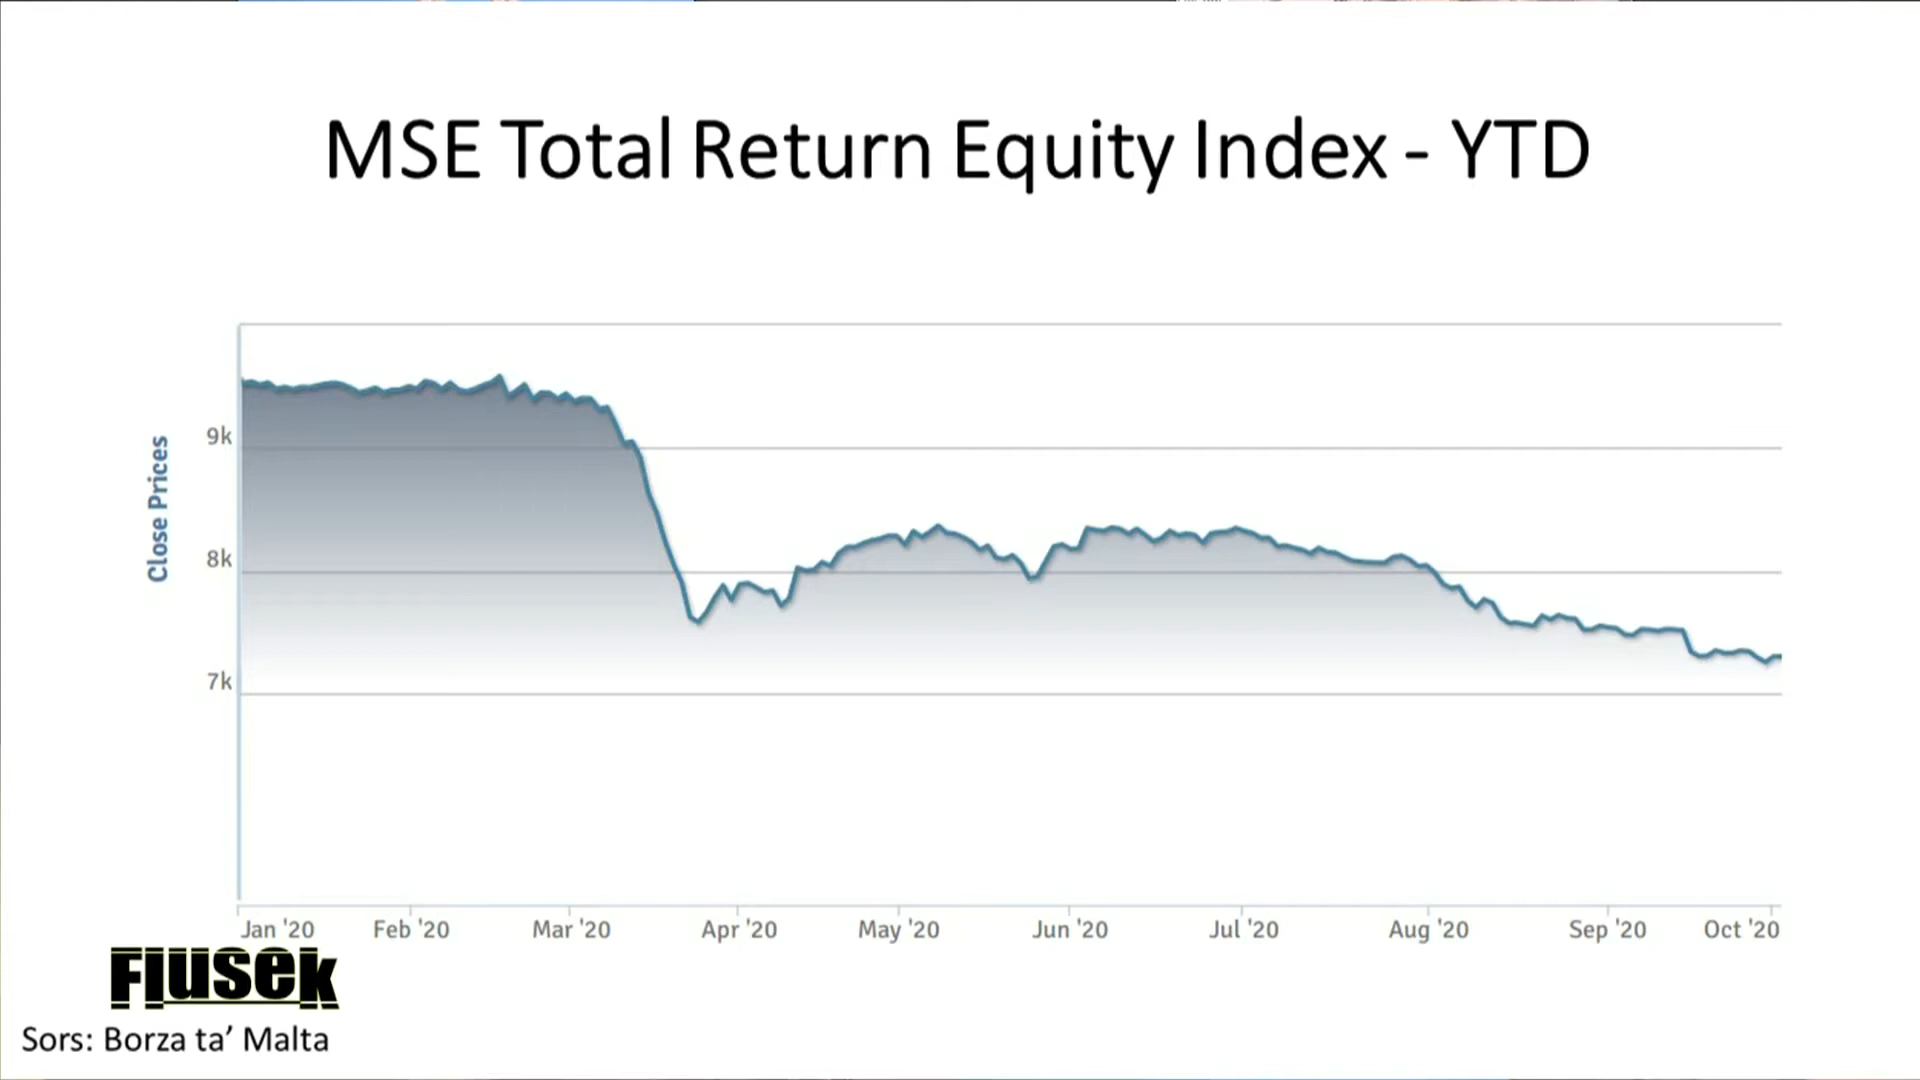 MSE Total Return Equity Index - YTD
Close Prices
9k
8k
7k
Jan '20 Feb '20 Mar '20 Apr '20 May '20 Jun '20 Jul '20 Aug '20 Sep '20 Oct '20
Flusek
Sors: Borza ta’ Malta